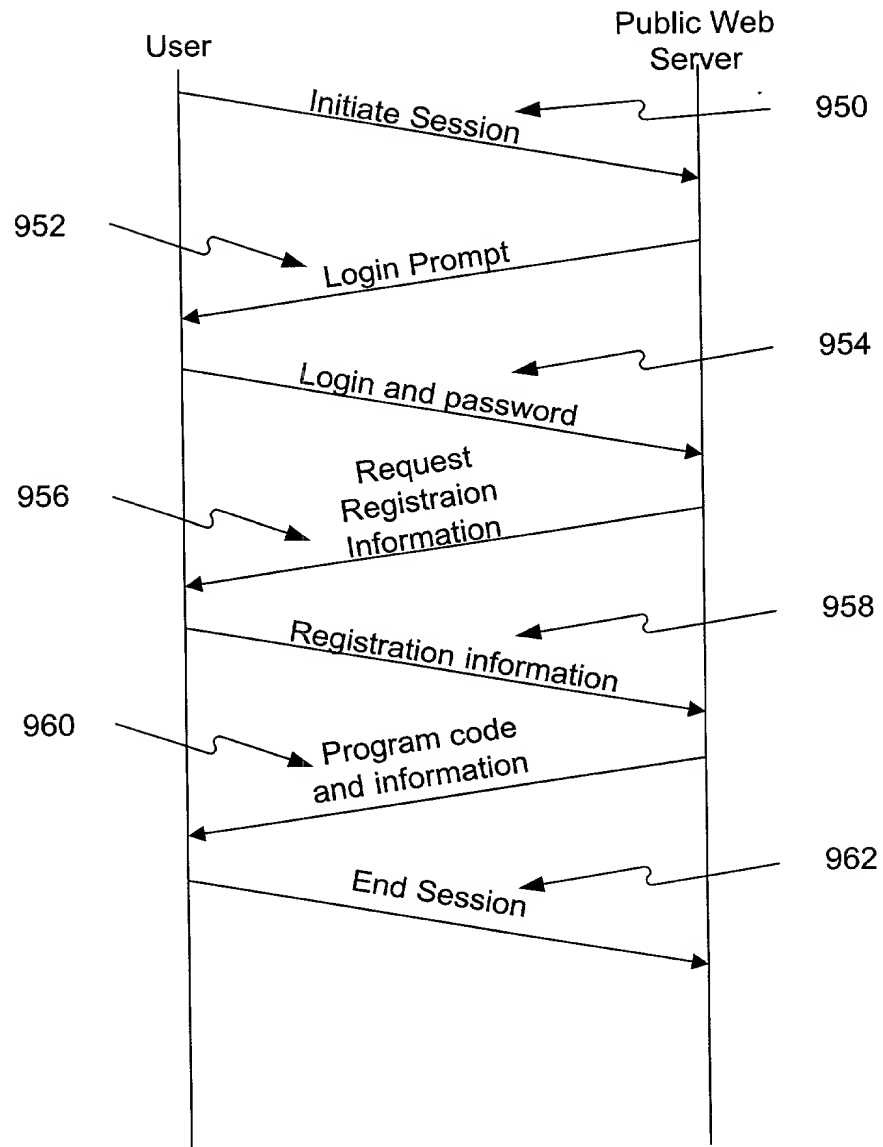 User
Public Web
Server
Initiate Session
950
952
Login Prompt
954
Login and password
956
Request
Registraion
Information
958
Registration information
960
Program code
and information
962
End Session